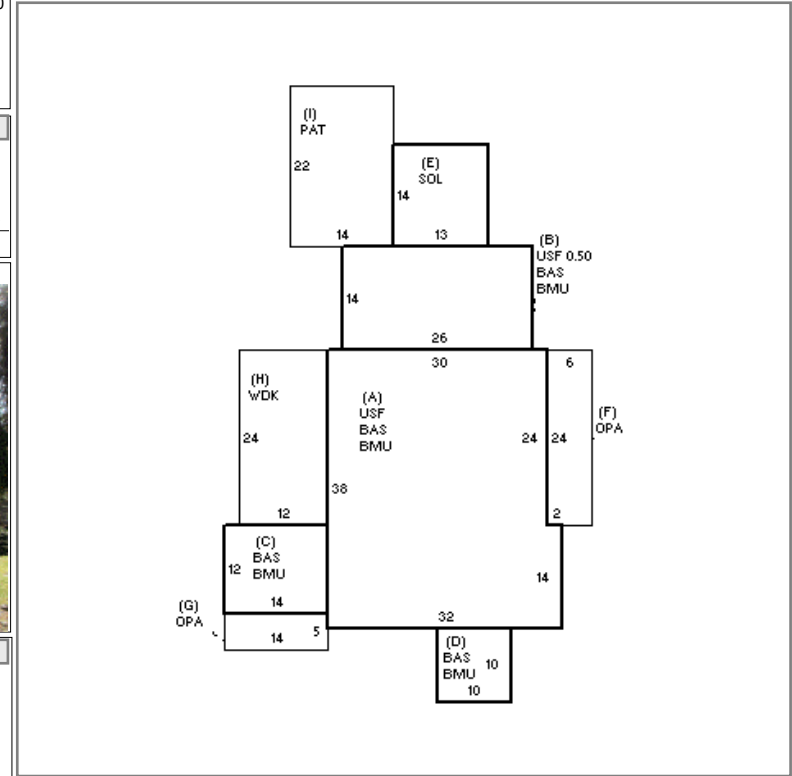 (I)
PAT
22
14
(E)
SOL
14
13
(B)
USF 0.50
BAS
BMU
14
26
30
6
(H)
WDK
24
12
(A)
USF
BAS
BMU
24
24
(F)
OPA
38
2
(C)
BAS
BMU
12
14
14
(G)
OPA
14
5
32
(D)
BAS
BMU
10
10